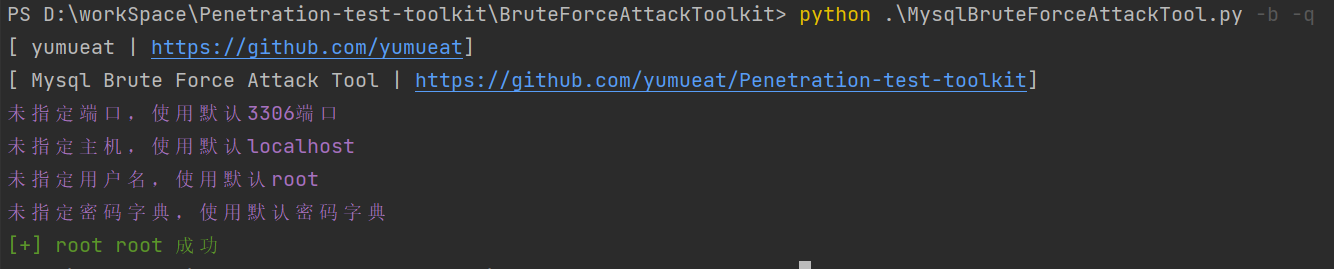 PS D:\workSpace\Penetration-test-toolkit\BruteForceAttackToolkit> python .\MysqlBruteForceAttackTool.py -b -q
[ yumueat | https://github.com/yumueat]
[ Mysql Brute Force Attack Tool | https://github.com/yumueat/Penetration-test-toolkit]
未指定端口，使用默认3306端口
未指定主机，使用默认localhost
未指定用户名，使用默认root
未指定密码字典，使用默认密码字典
[+] root root 成功